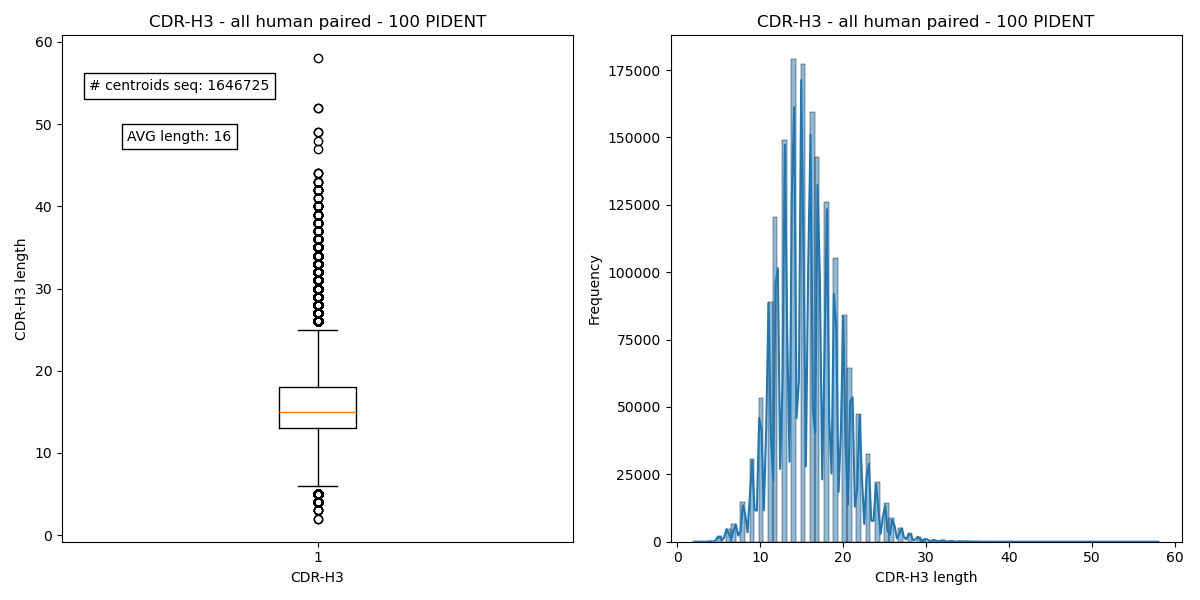 CDR-H3 - all human paired - 100 PIDENT
60
# centroids seq: 1646725
50
AVG length: 16
40
30
20
10
0
CDR-H3 length
1
CDR-H3
CDR-H3 - all human paired - 100 PIDENT
175000
150000
125000
100000
75000
50000
25000
0
Frequency
0 10 20 30 40 50 60
CDR-H3 length